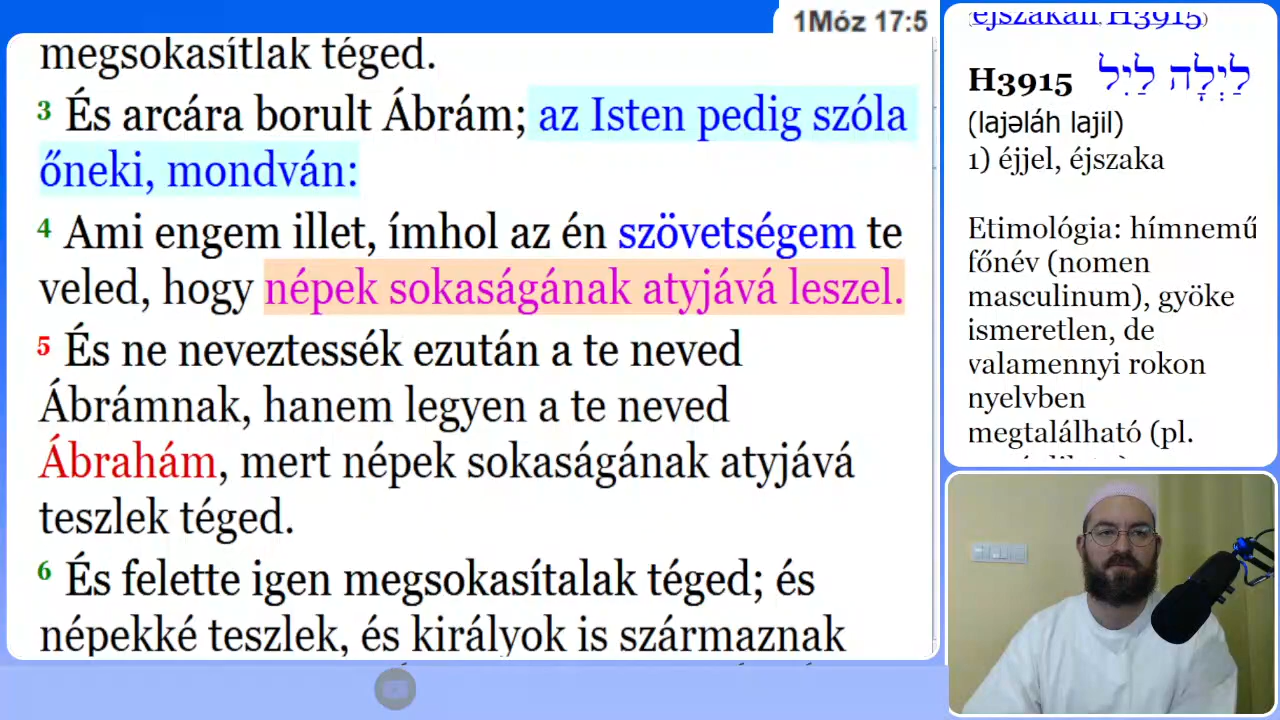 1Móz 17:5
megsokasítlak téged.
3 És arcára borult Ábrám; az Isten pedig szóla
őneki, mondván:
4 Ami engem illet, ímhol az én szövetségem te
veled, hogy népek sokaságának atyjává leszel.
5 És ne neveztessék ezután a te neved
Ábrámnak, hanem legyen a te neved
Ábrahám, mert népek sokaságának atyjává
teszlek téged.
6 És felette igen megsokasítalak téged; és
népekké teszlek, és királyok is származnak
H3915 לַיְלָה לַיִל
(lajəláh lajil)
1) éjjel, éjszaka
Etimológia: hímnemű
főnév (nomen
masculinum), gyöke
ismeretlen, de
valamennyi rokon
nyelvben
megtalálható (pl.